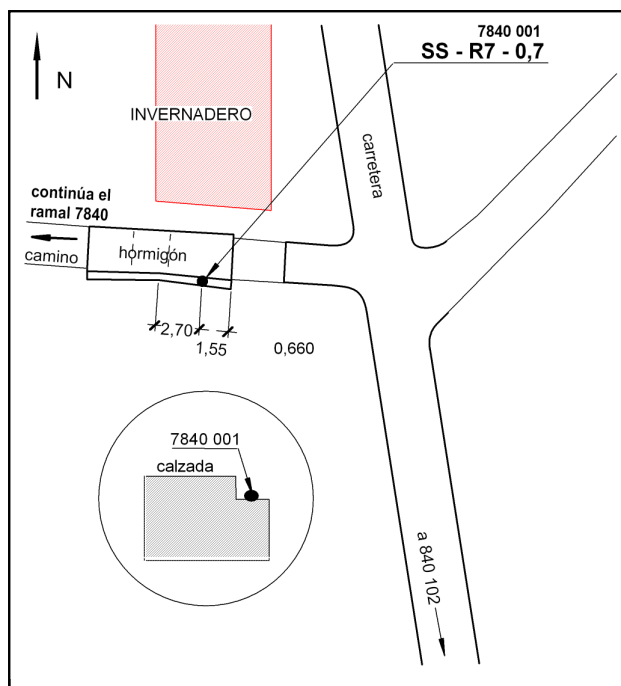 7840 001
SS - R7 - 0,7
N
INVERNADERO
carretera
continúa el
ramal 7840
hormigón
camino
2,70
1,55
0,660
7840 001
calzada
a 840 102